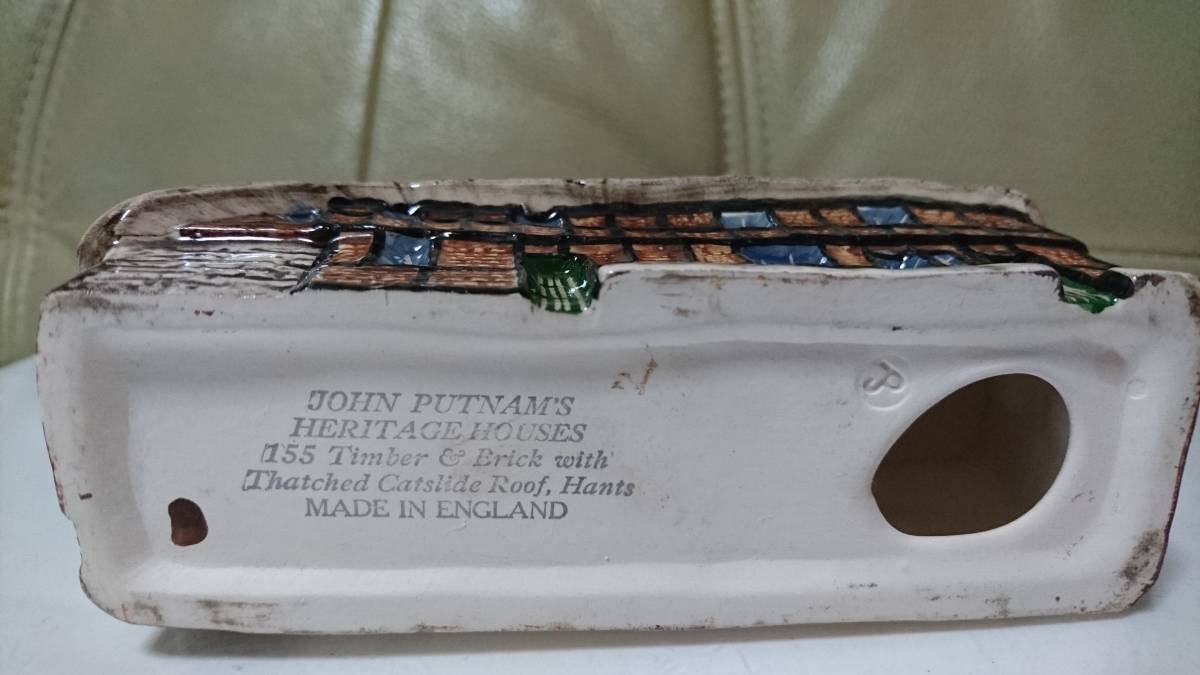 JOHN PUTNAM'S
HERITAGE HOUSES
155 Timber & Brick with
Thatched Catslide Roof, Hants
MADE IN ENGLAND